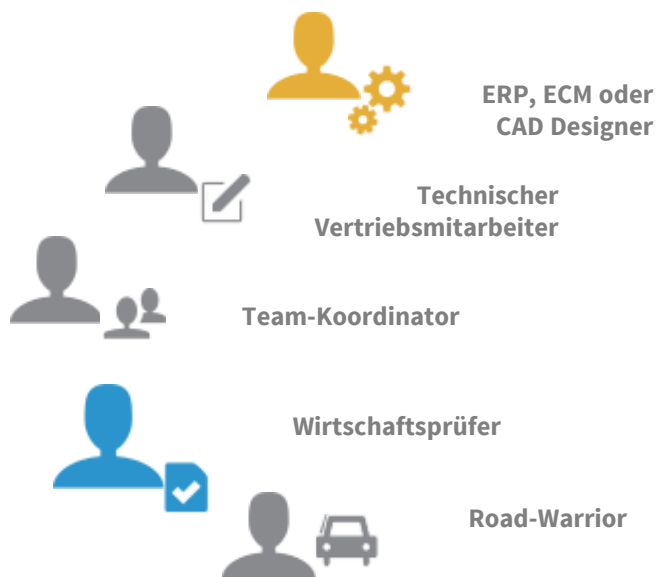 ERP, ECM oder
CAD Designer
Technischer
Vertriebsmitarbeiter
Team-Koordinator
Wirtschaftsprüfer
Road-Warrior